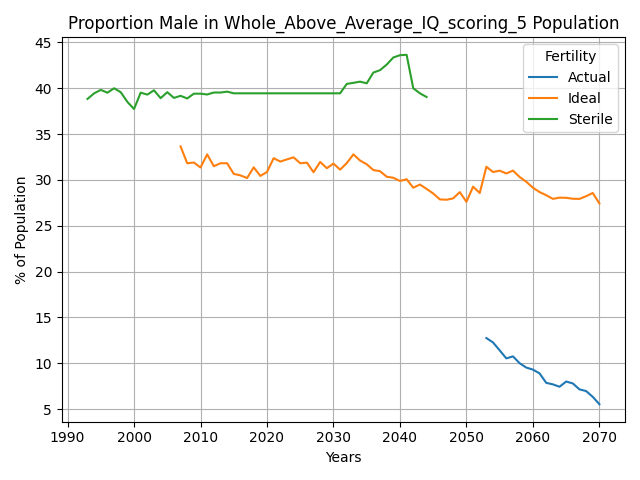 Proportion Male in Whole_Above_Average_IQ_scoring_5 Population
% of Population
45
40
35
30
25
20
15
10
5
Fertility
Actual
Ideal
Sterile
1990 2000 2010 2020 2030 2040 2050 2060 2070
Years